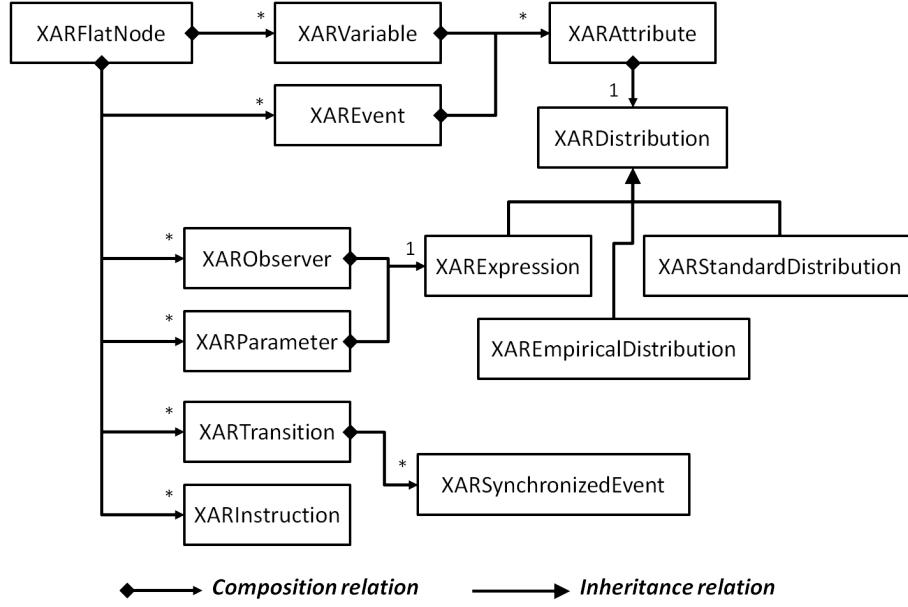 XARFlatNode
*
XARVariable
*
XARAttribute
*
XAREvent
1
XARDistribution
*
XARObserver
1
XARExpression
XARStandardDistribution
*
XARParameter
XAREmpiricalDistribution
*
XARTransition
*
XARSynchronizedEvent
*
XARInstruction
Composition relation
Inheritance relation